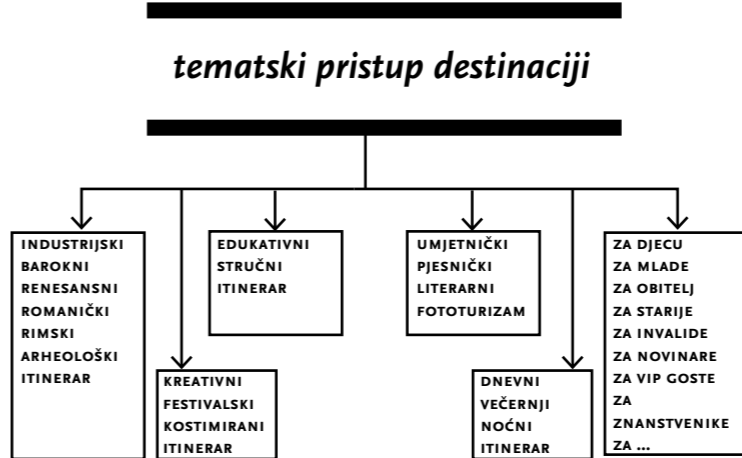 tematski pristup destinaciji
INDUSTRIJSKI
BAROKNI
RENESANSNI
ROMANIČKI
RIMSKI
ARHEOLOŠKI
ITINERAR
KREATIVNI
FESTIVALSKI
KOSTIMIRANI
ITINERAR
EDUKATIVNI
STRUČNI
ITINERAR
UMJETNIČKI
PJESNIČKI
LITERARNI
FOTOTURIZAM
DNEVNI
VEČERNJI
NOĆNI
ITINERAR
ZA DJECU
ZA MLADE
ZA OBITELJ
ZA STARIJE
ZA INVALIDE
ZA NOVINARE
ZA VIP GOSTE
ZA
ZNANSTVENIKE
ZA ...